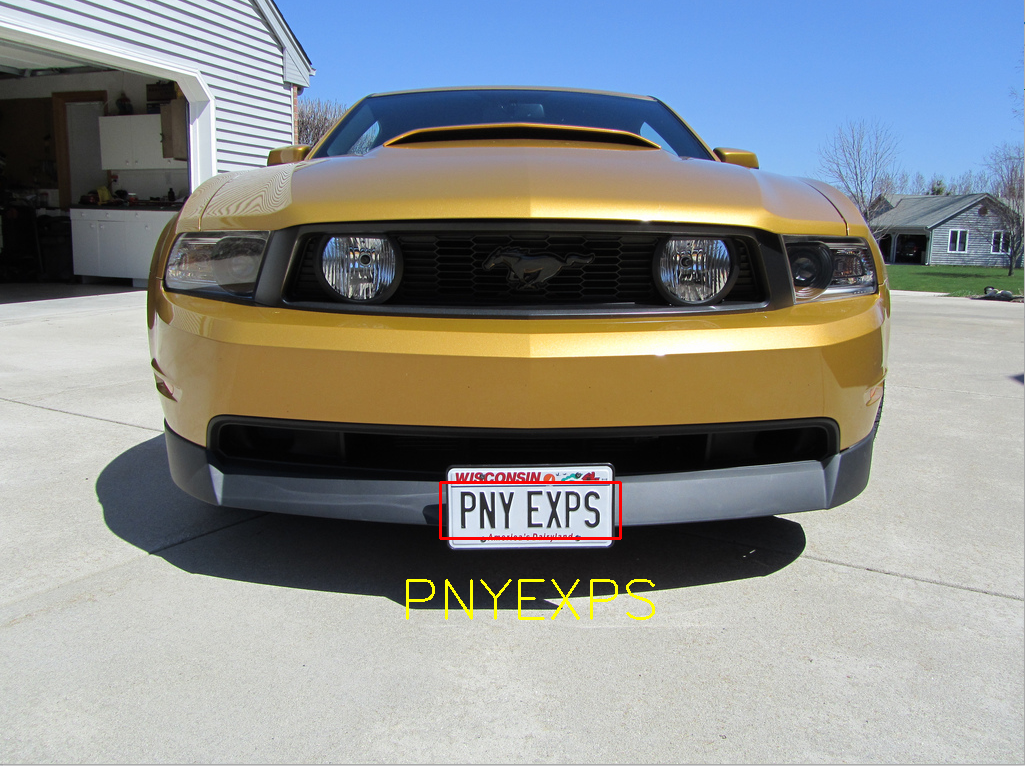 WISCONSIN
PNY EXPS
America's Dairyland
PNYEXPS